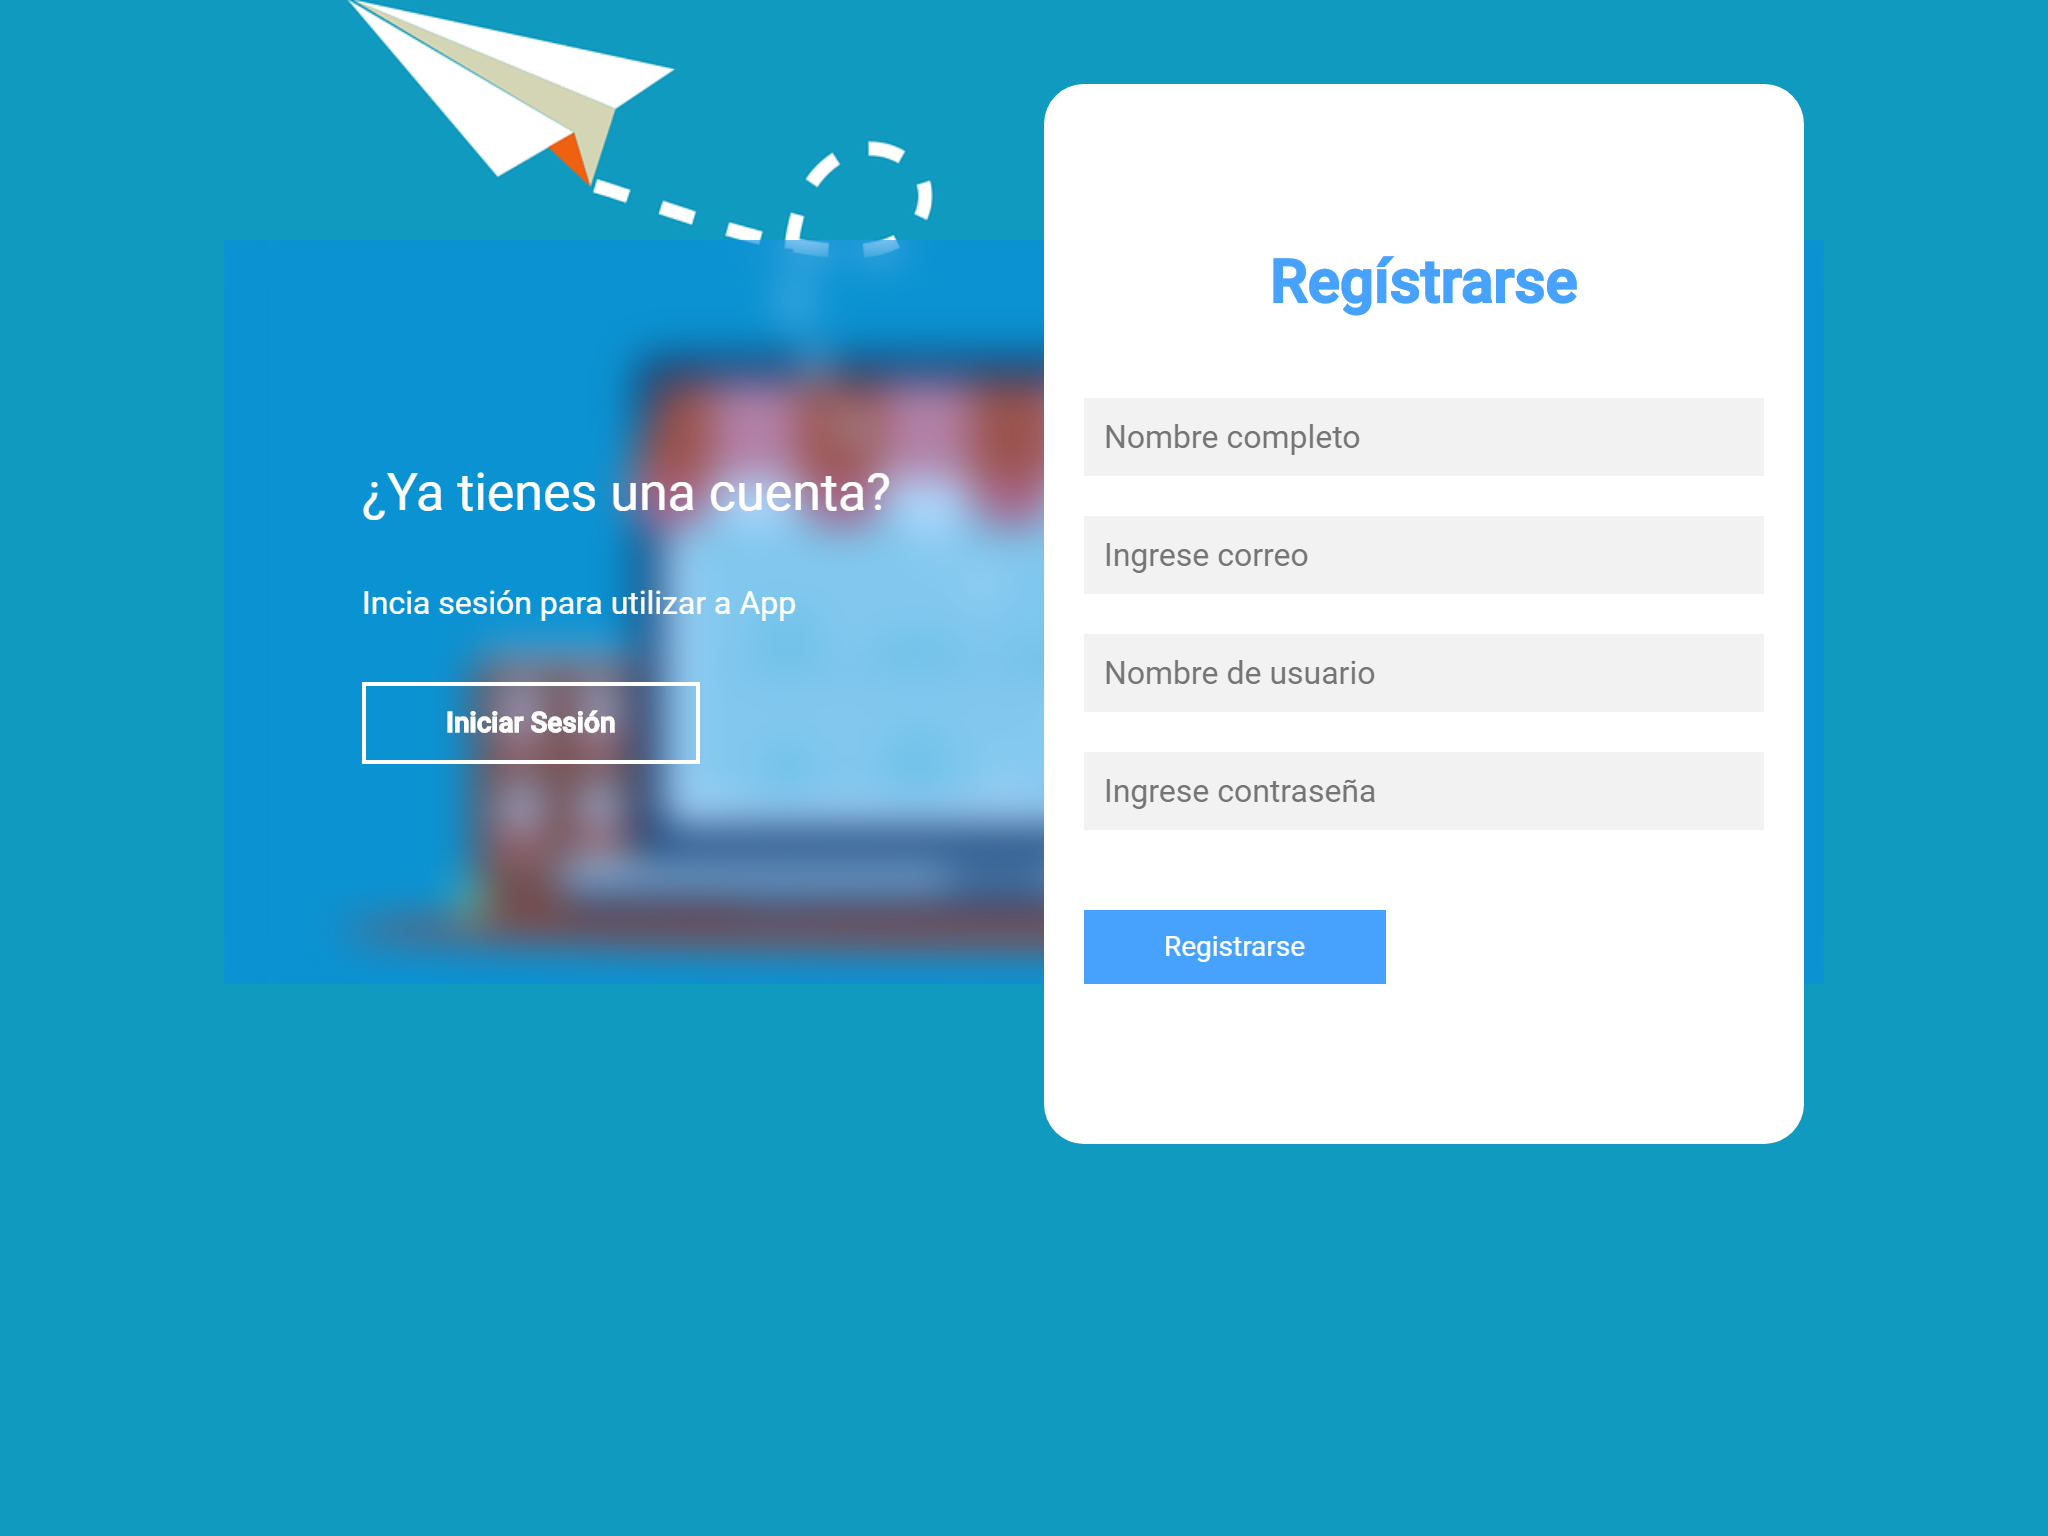 ¿Ya tienes una cuenta?
Incia sesión para utilizar a App
Iniciar Sesión
Regístrarse
Nombre completo
Ingrese correo
Nombre de usuario
Ingrese contraseña
Registrarse